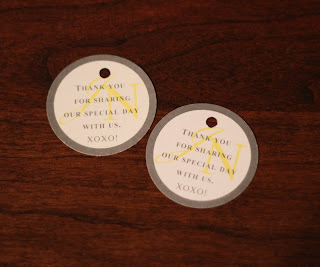 THANK YOU
FOR SHARING
OUR SPECIAL DAY
WITH US.
XOXO!
THANK YOU
FOR SHARING
OUR SPECIAL DAY
WITH US.
XOXO!